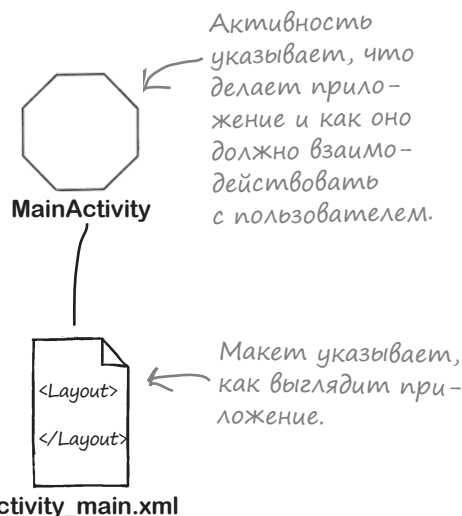 Активность
указывает, что
делает прило-
жение и как оно
должно взаимо-
действовать
с пользователем.
MainActivity
Макет указывает,
как выглядит при-
ложение.
<Layout>
</Layout>
ctivity_main.xml